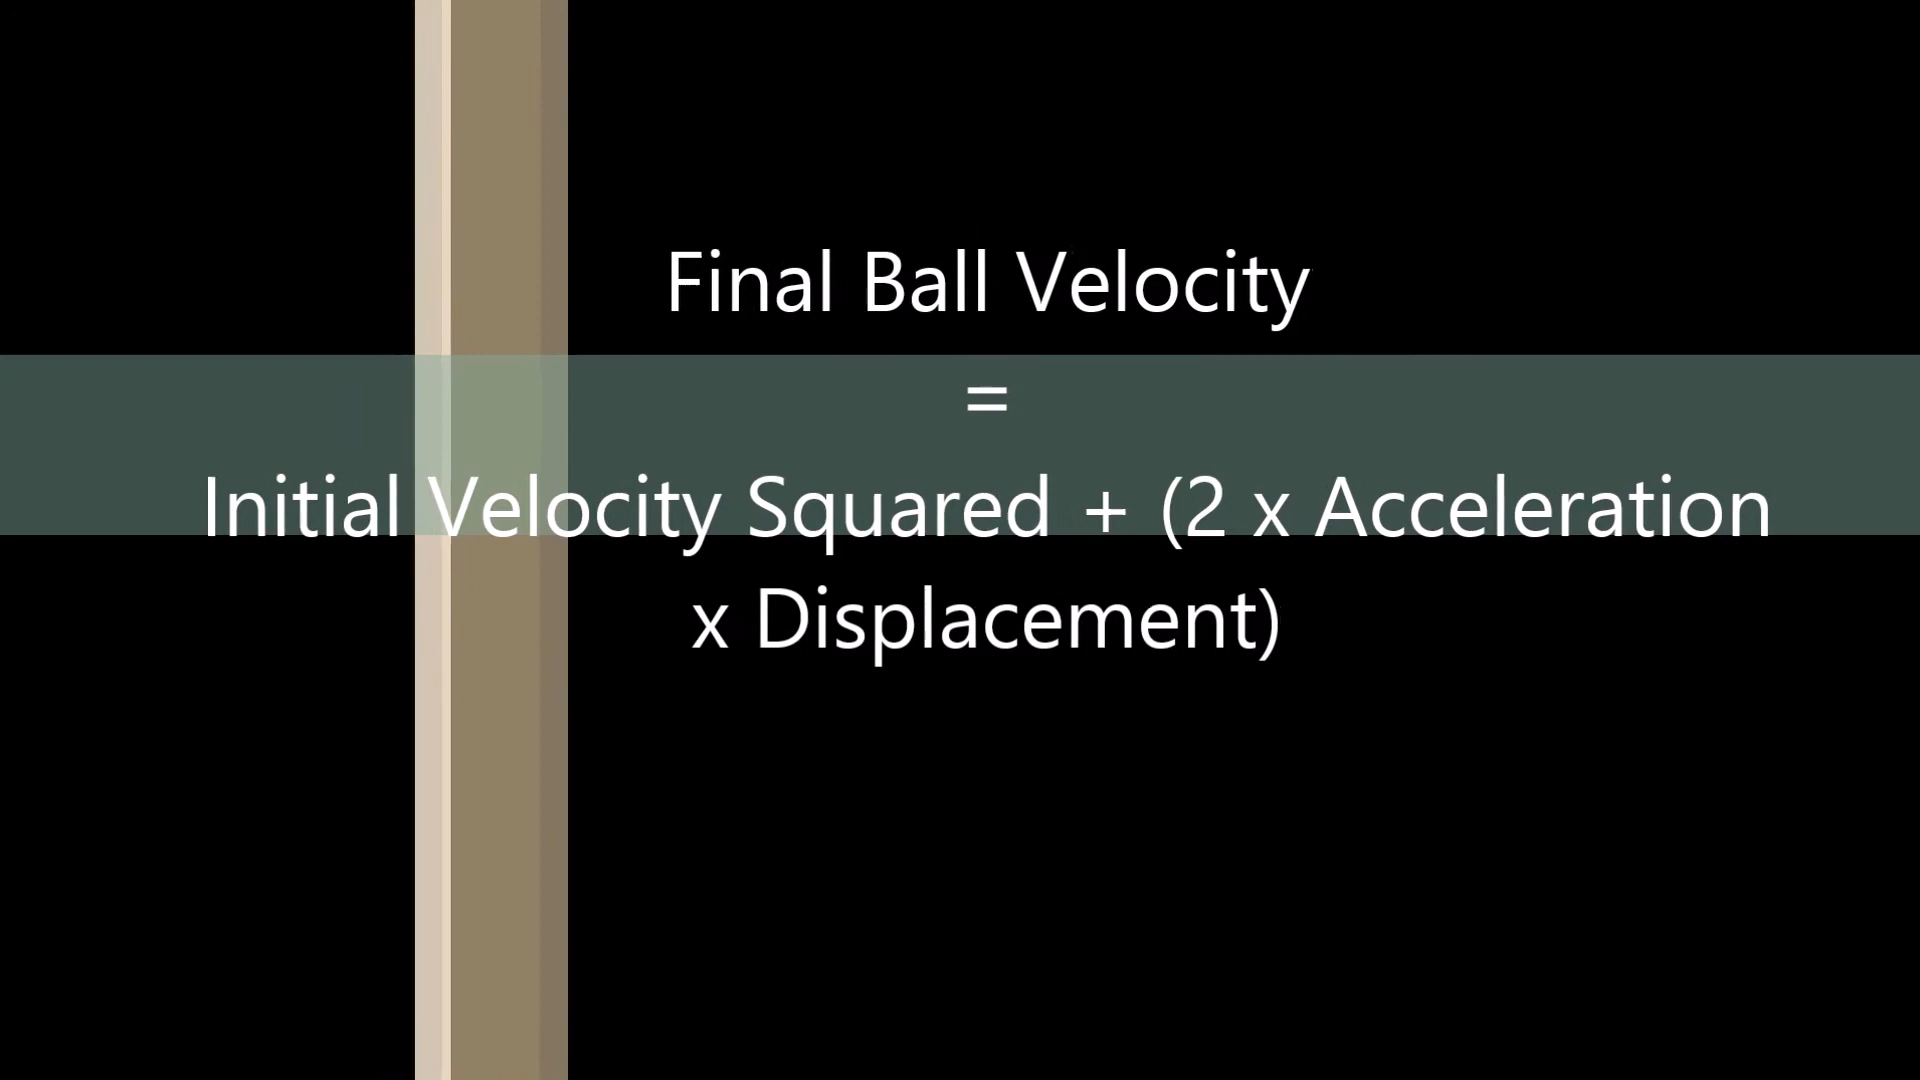 Final Ball Velocity
=
Initial Velocity Squared + (2 x Acceleration
x Displacement)